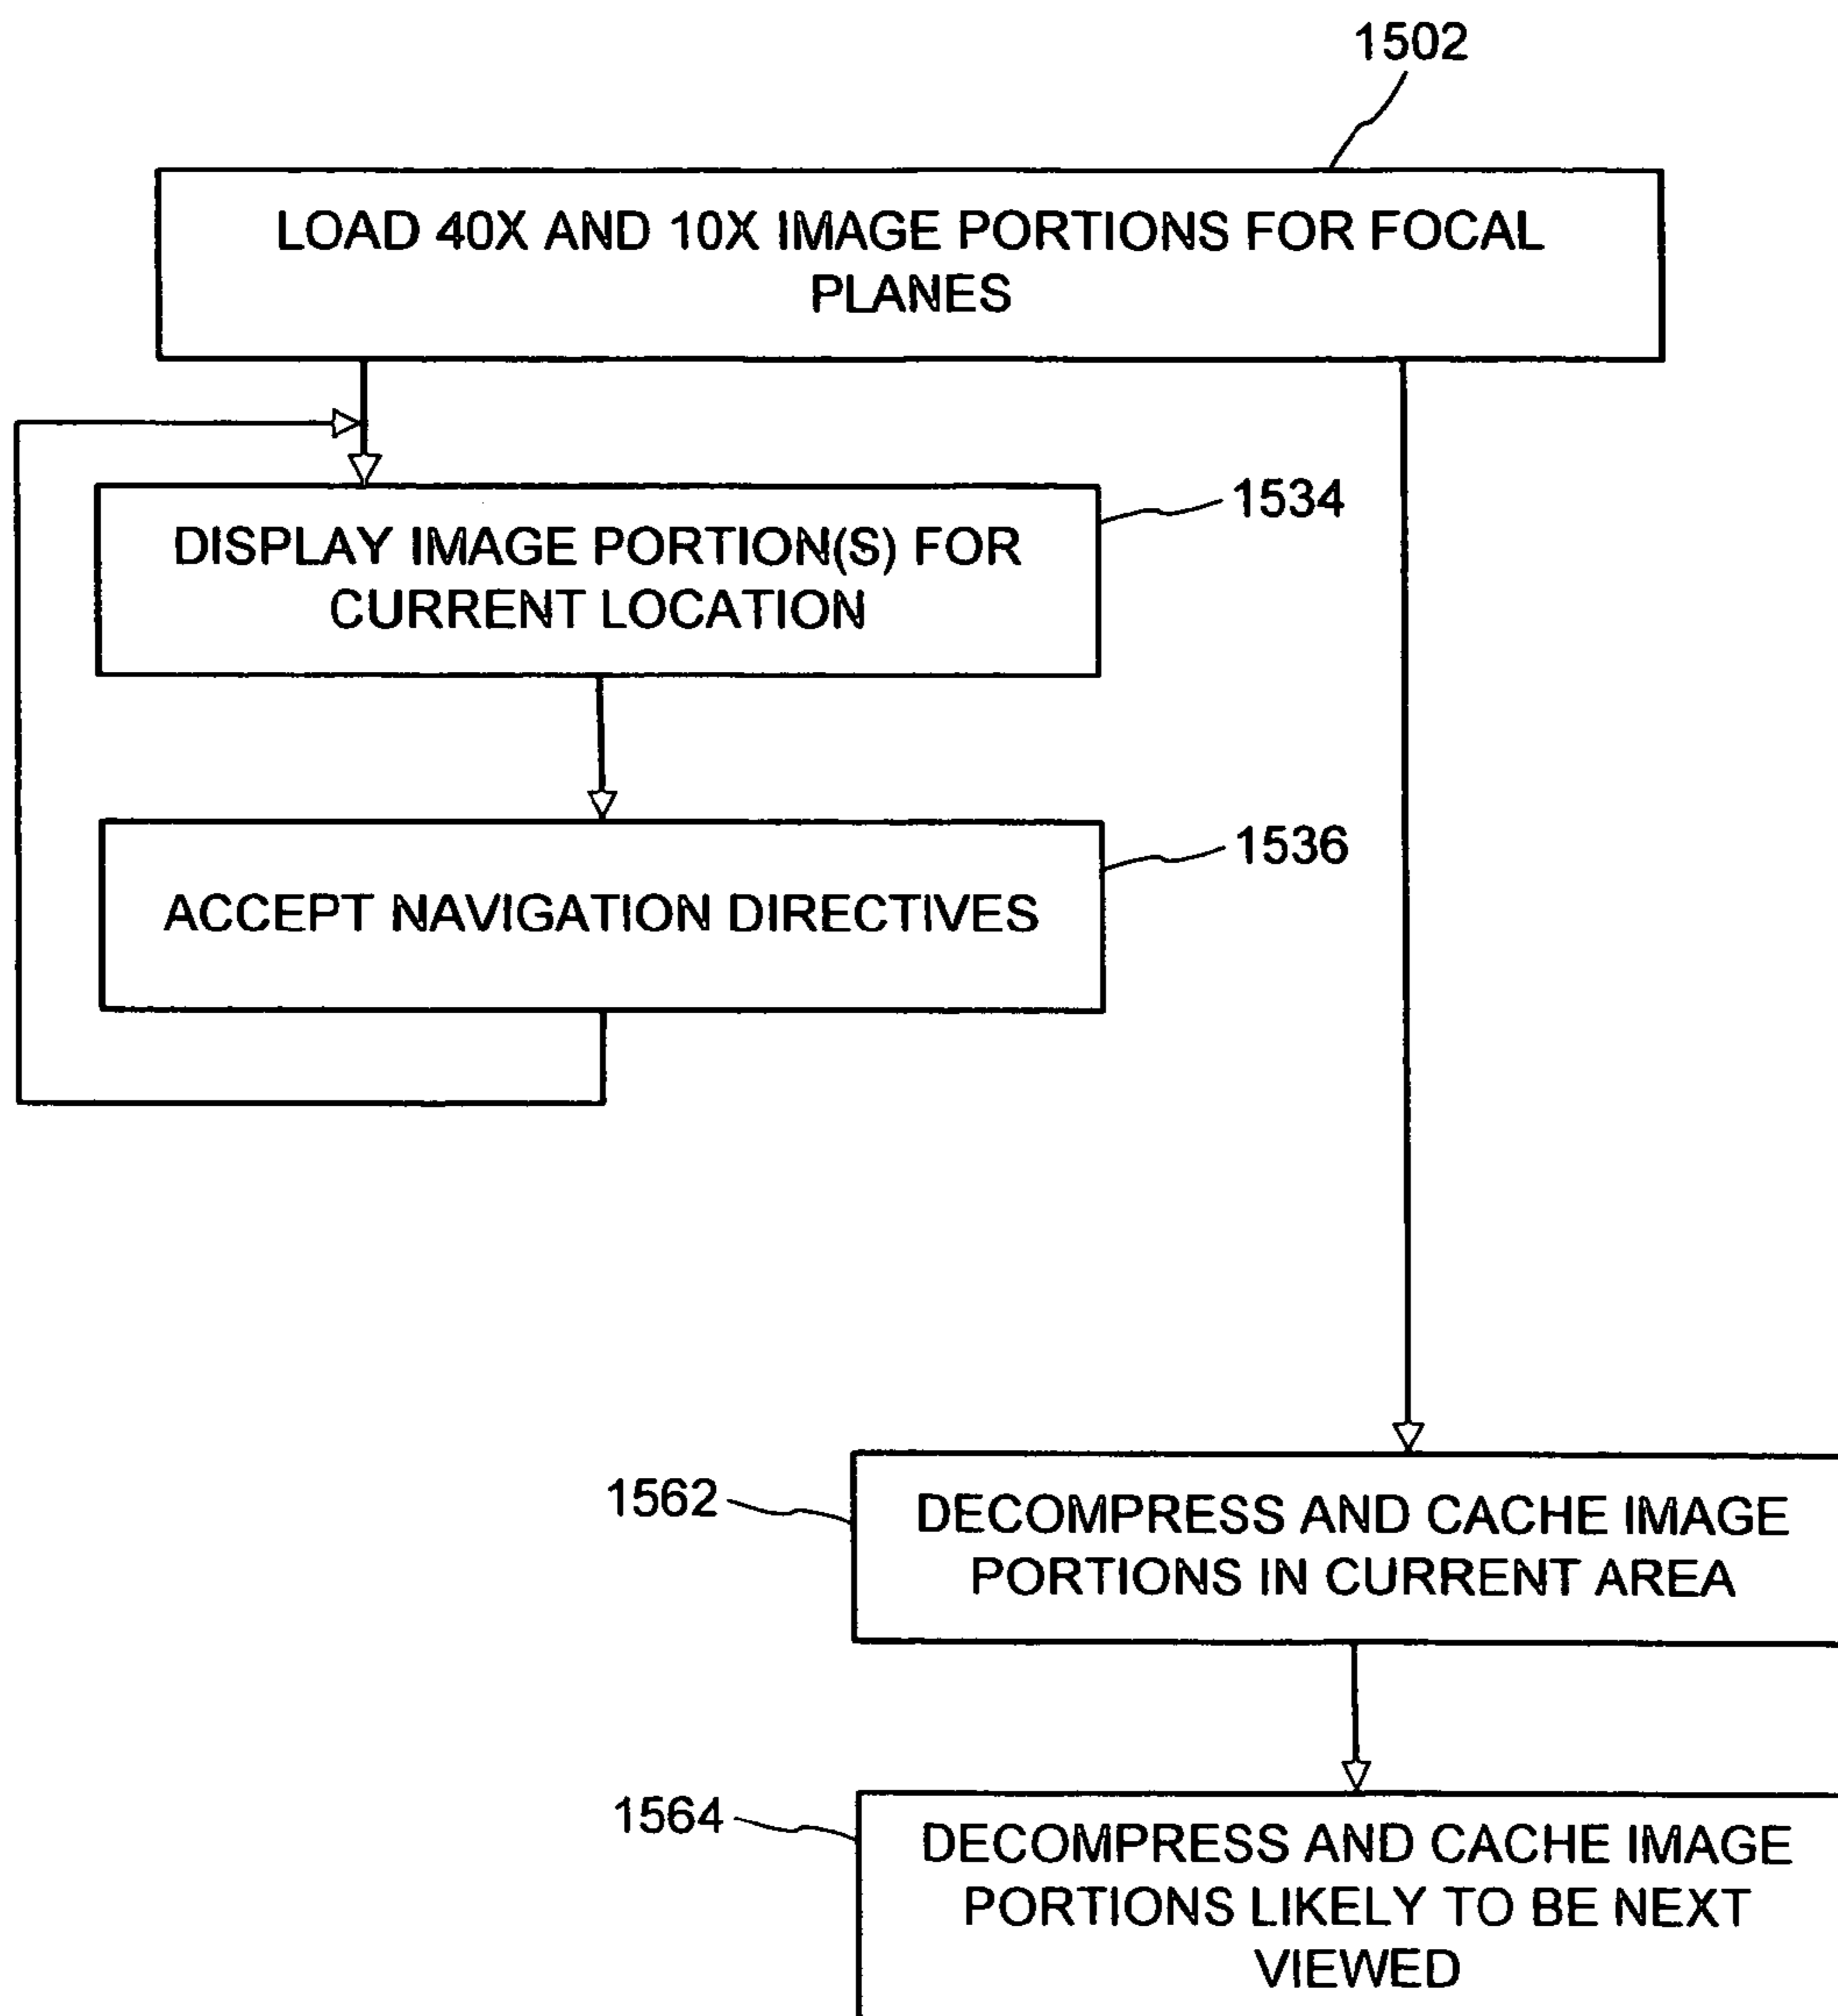 1502
LOAD 40X AND 10X IMAGE PORTIONS FOR FOCAL
PLANES
1534
DISPLAY IMAGE PORTION(S) FOR
CURRENT LOCATION
1536
ACCEPT NAVIGATION DIRECTIVES
1562
DECOMPRESS AND CACHE IMAGE
PORTIONS IN CURRENT AREA
1564
DECOMPRESS AND CACHE IMAGE
PORTIONS LIKELY TO BE NEXT
VIEWED